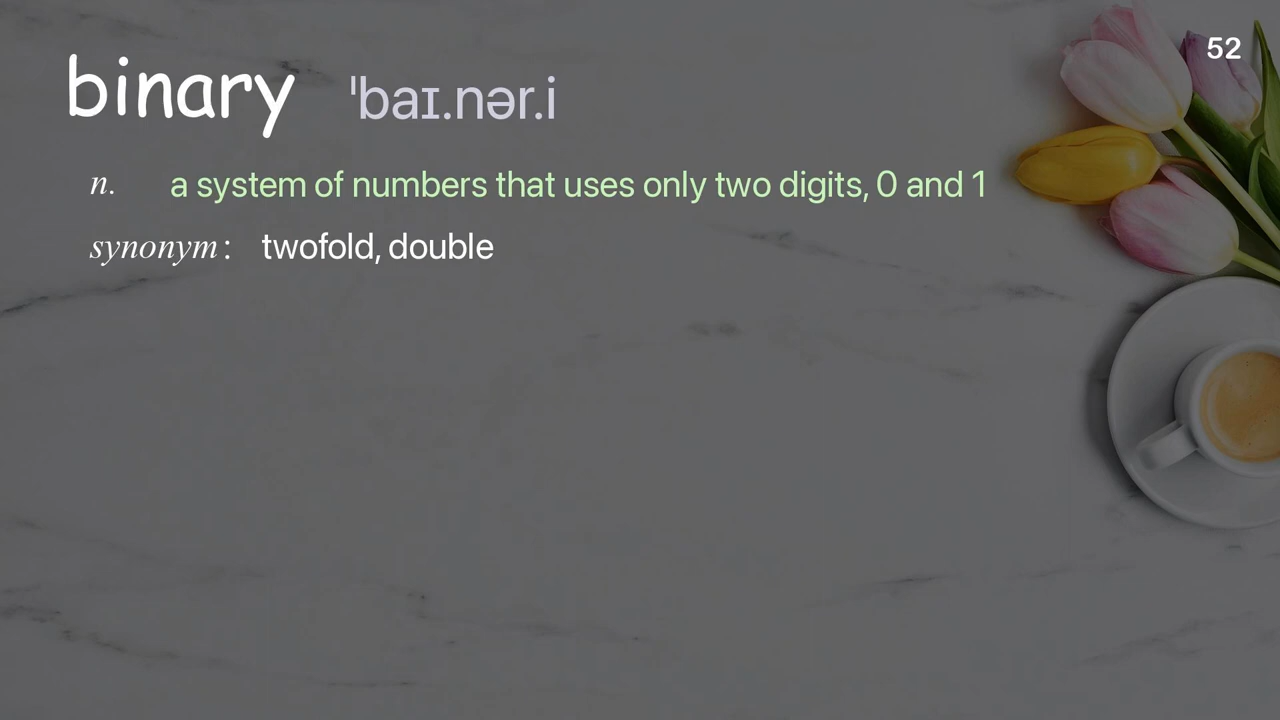 52
binary ˈbaɪ.nər.i
n. a system of numbers that uses only two digits, 0 and 1
synonym: twofold, double